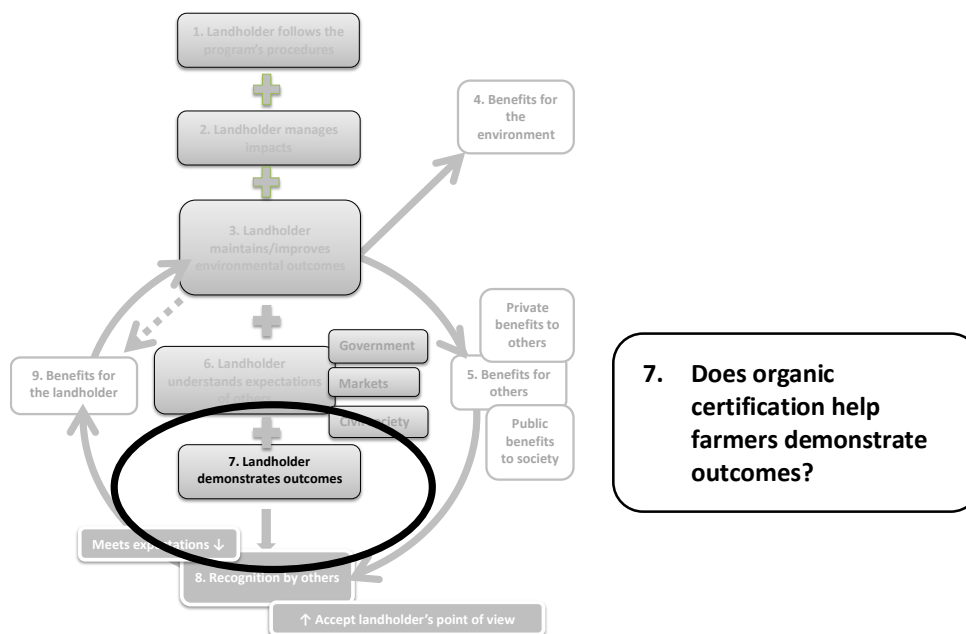 1. Landholder follows the
program's procedures
2. Landholder manages
impacts
4. Benefits for
the
environment
3. Landholder
maintains/improves
environmental outcomes
Private
benefits to
others
Government
6. Landholder
understands expectations
of others
Markets
Civil society
9. Benefits for
the landholder
5. Benefits for
others
Public
benefits
to society
7. Landholder
demonstrates outcomes
Meets expectations ↓
8. Recognition by others
↑ Accept landholder's point of view
7. Does organic
certification help
farmers demonstrate
outcomes?